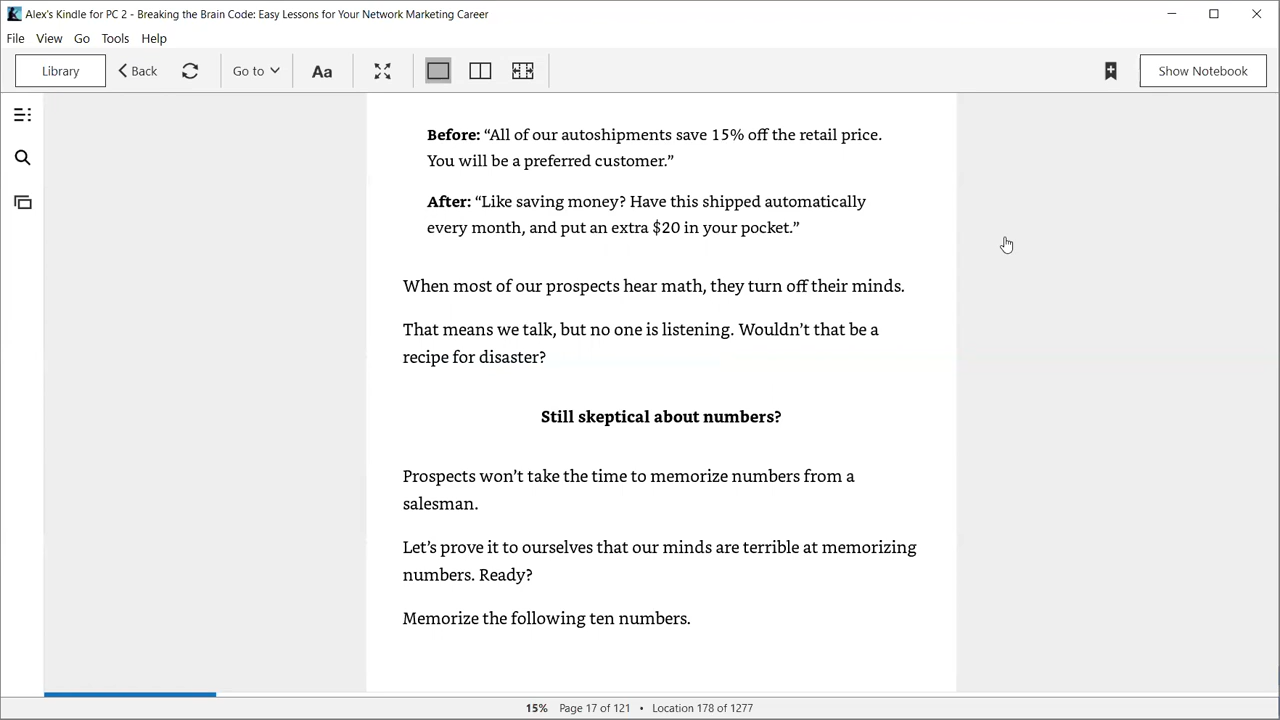 Alex's Kindle for PC 2 - Breaking the Brain Code: Easy Lessons for Your Network Marketing Career
File View Go Tools Help
Library Back Go to Aa Show Notebook
Before: “All of our autoshipments save 15% off the retail price.
You will be a preferred customer.”
After: “Like saving money? Have this shipped automatically
every month, and put an extra $20 in your pocket.”
When most of our prospects hear math, they turn off their minds.
That means we talk, but no one is listening. Wouldn’t that be a
recipe for disaster?
Still skeptical about numbers?
Prospects won’t take the time to memorize numbers from a
salesman.
Let’s prove it to ourselves that our minds are terrible at memorizing
numbers. Ready?
Memorize the following ten numbers.
15% Page 17 of 121 • Location 178 of 1277